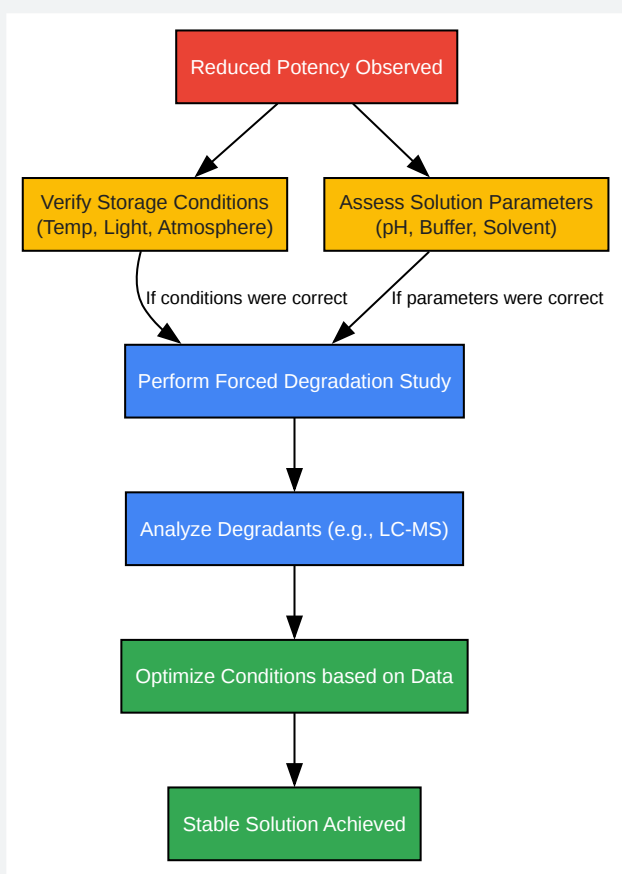 Reduced Potency Observed
Verify Storage Conditions
(Temp, Light, Atmosphere)
Assess Solution Parameters
(pH, Buffer, Solvent)
If conditions were correct
If parameters were correct
Perform Forced Degradation Study
Analyze Degradants (e.g., LC-MS)
Optimize Conditions based on Data
Stable Solution Achieved